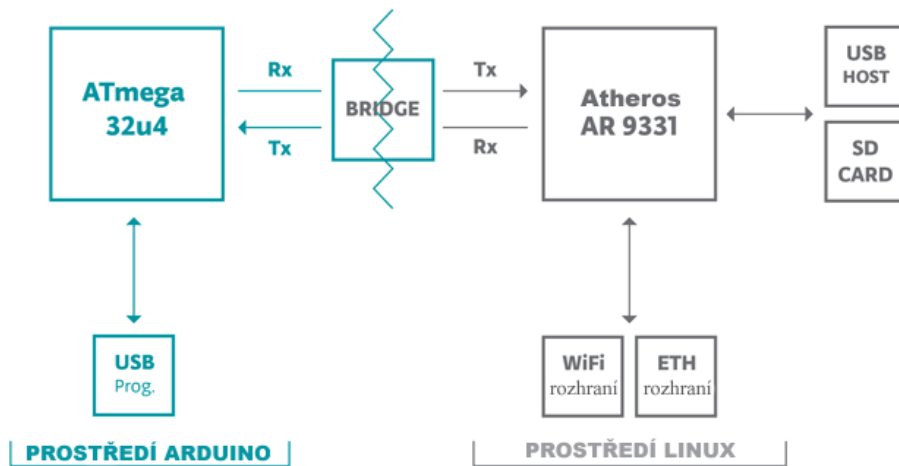 ATmega
32u4
Rx
Tx
BRIDGE
Tx
Rx
Atheros
AR 9331
USB
HOST
SD
CARD
USB
Prog.
WiFi
rozhraní
ETH
rozhraní
PROSTŘEDÍ ARDUINO
PROSTŘEDÍ LINUX